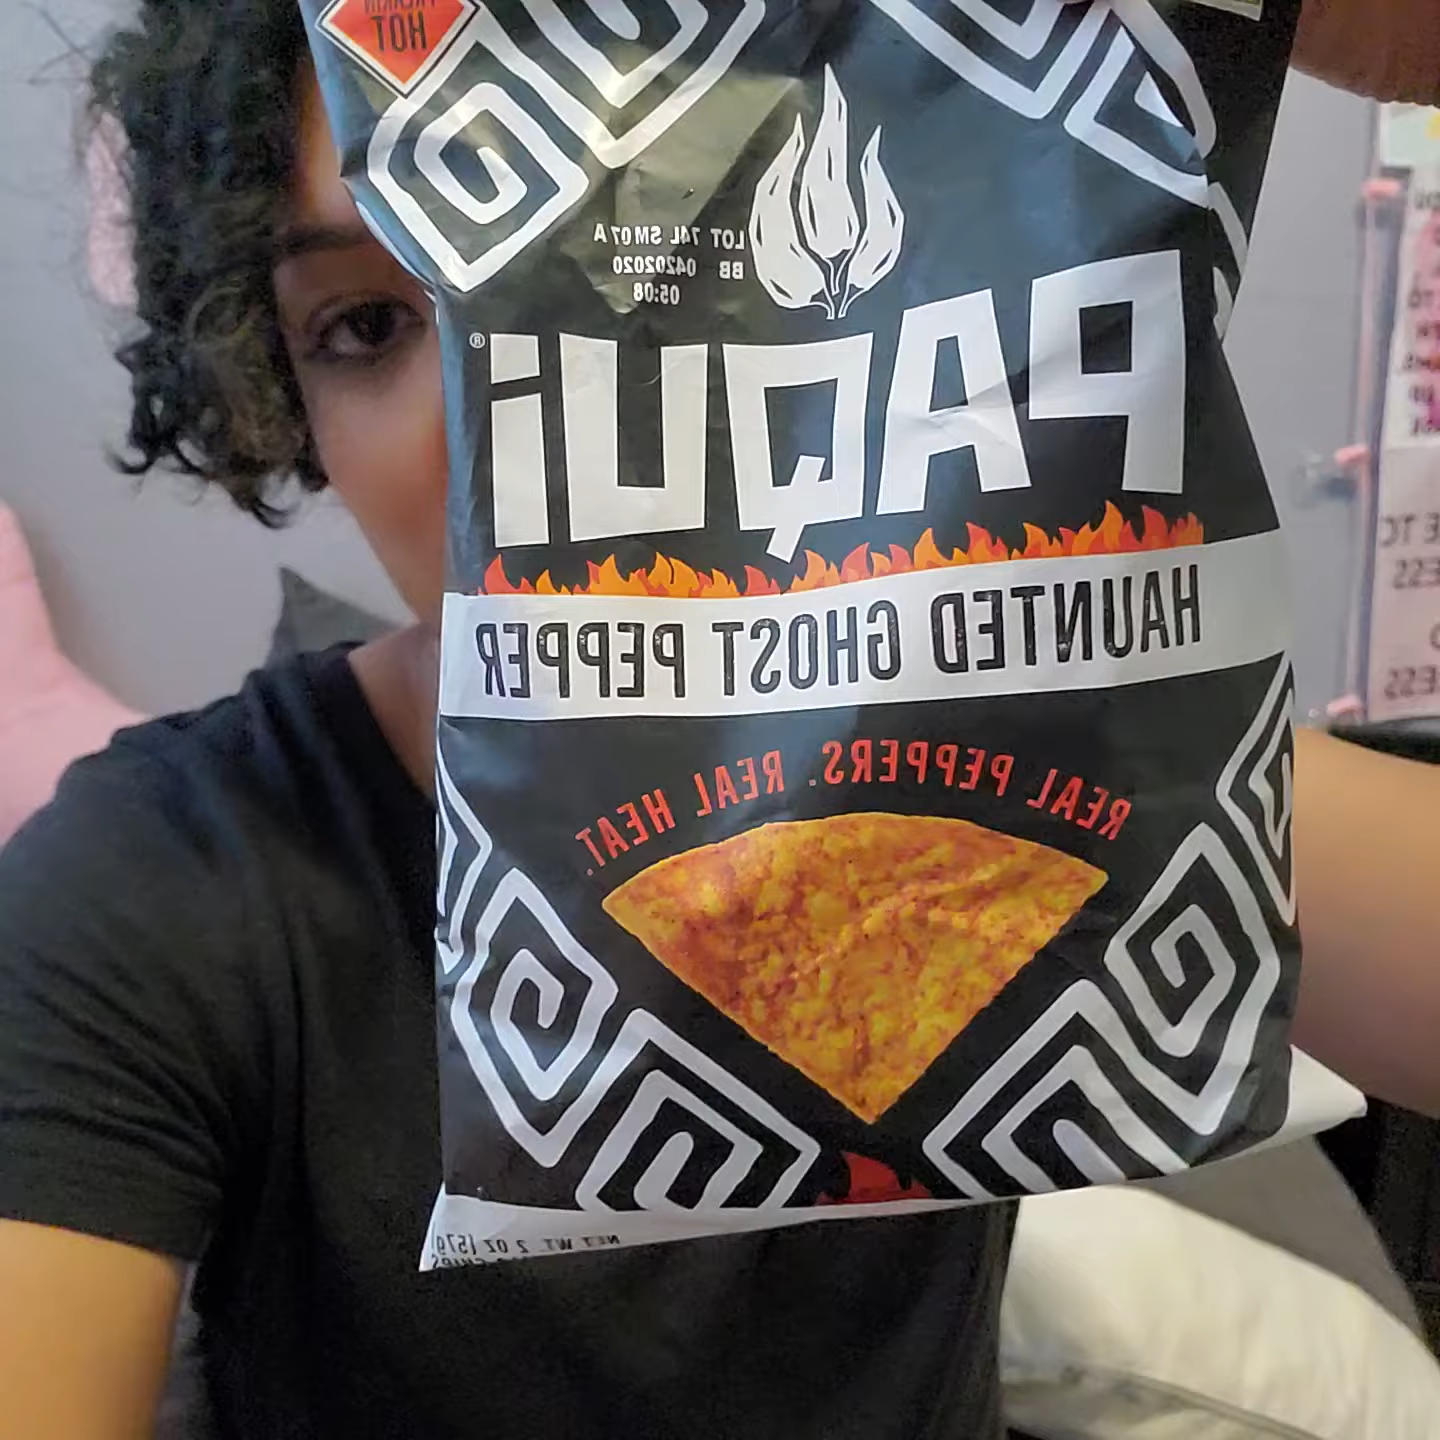 HOT
LOT 74L SM07 A
BB 04202020
05:08
PAQUI®
HAUNTED GHOST PEPPER
REAL PEPPERS. REAL HEAT.
NET WT. 2 OZ (57g)